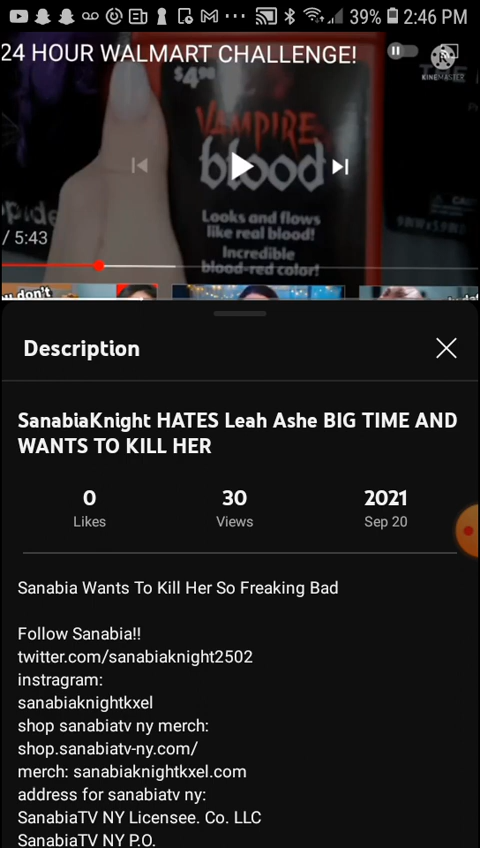 39% 2:46 PM
24 HOUR WALMART CHALLENGE!
KINEMASTER
$4.98
VAMPIRE
blood
Looks and flows
like real blood!
Incredible
blood-red color!
/ 5:43
Description
SanabiaKnight HATES Leah Ashe BIG TIME AND
WANTS TO KILL HER
0 30 2021
Likes Views Sep 20
Sanabia Wants To Kill Her So Freaking Bad
Follow Sanabia!!
twitter.com/sanabiaknight2502
instragram:
sanabiaknightkxel
shop sanabiatv ny merch:
shop.sanabiatv-ny.com/
merch: sanabiaknightkxel.com
address for sanabiatv ny:
SanabiaTV NY Licensee. Co. LLC
SanabiaTV NY P.O.